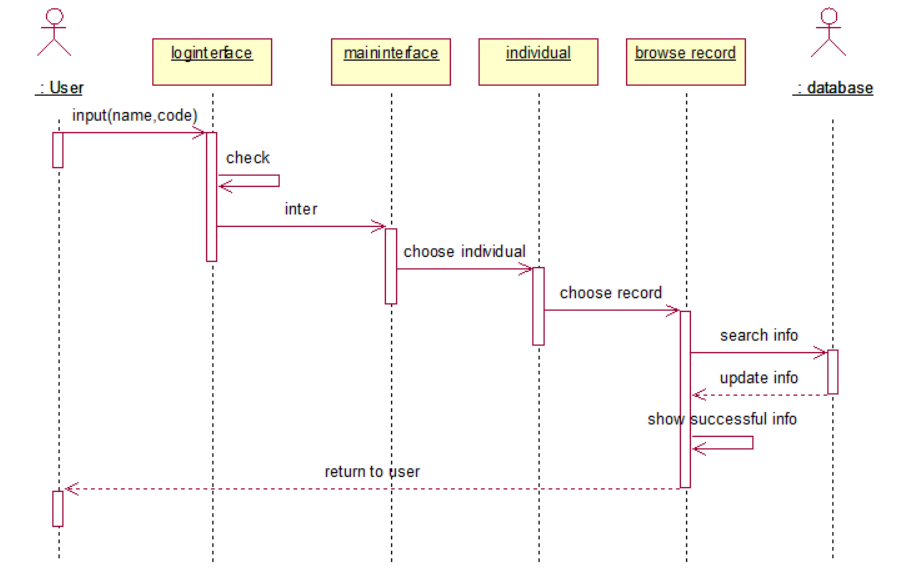 loginterface
maininterface
individual
browse record
: User
: database
input(name,code)
check
inter
choose individual
choose record
search info
update info
show successful info
return to user